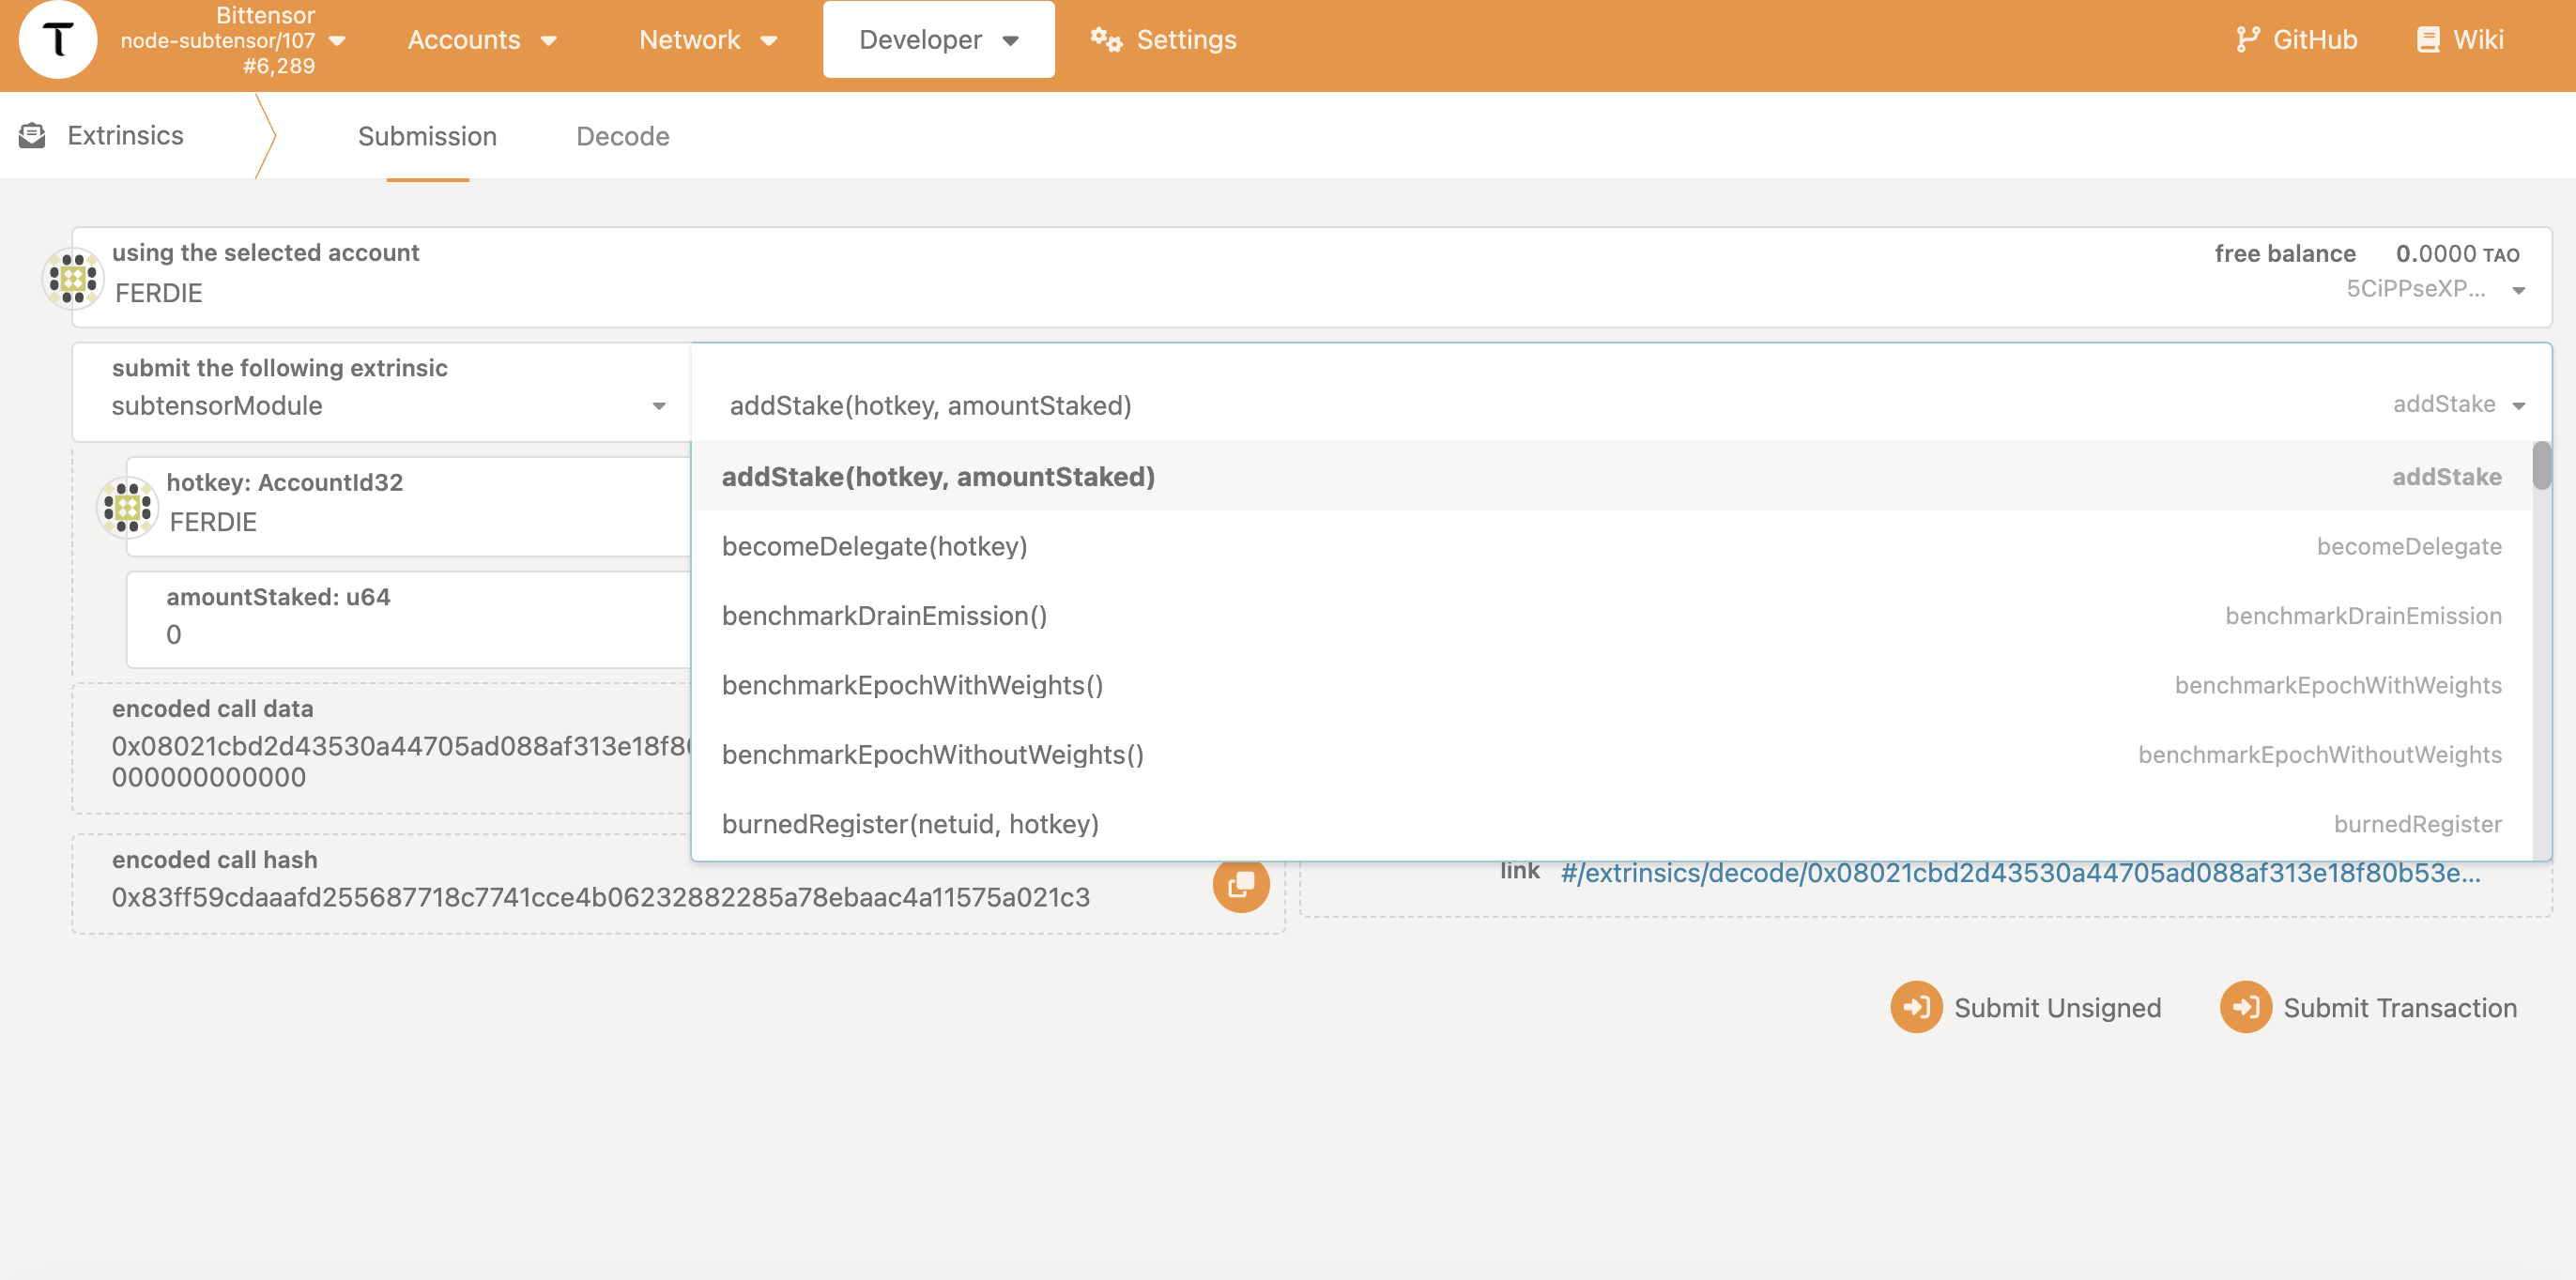 Bittensor
node-subtensor/107
#6,289
Accounts
Network
Developer
Settings
GitHub
Wiki
Extrinsics
Submission
Decode
using the selected account
FERDIE
free balance 0.0000 TAO
5CiPPseXP...
submit the following extrinsic
subtensorModule
addStake(hotkey, amountStaked) addStake
addStake(hotkey, amountStaked) addStake
becomeDelegate(hotkey) becomeDelegate
benchmarkDrainEmission() benchmarkDrainEmission
benchmarkEpochWithWeights() benchmarkEpochWithWeights
benchmarkEpochWithoutWeights() benchmarkEpochWithoutWeights
burnedRegister(netuid, hotkey) burnedRegister
hotkey: AccountId32
FERDIE
amountStaked: u64
0
encoded call data
0x08021cbd2d43530a44705ad088af313e18f8
000000000000
encoded call hash
0x83ff59cdaaafd255687718c7741cce4b06232882285a78ebaac4a11575a021c3
link #/extrinsics/decode/0x08021cbd2d43530a44705ad088af313e18f80b53e...
Submit Unsigned
Submit Transaction